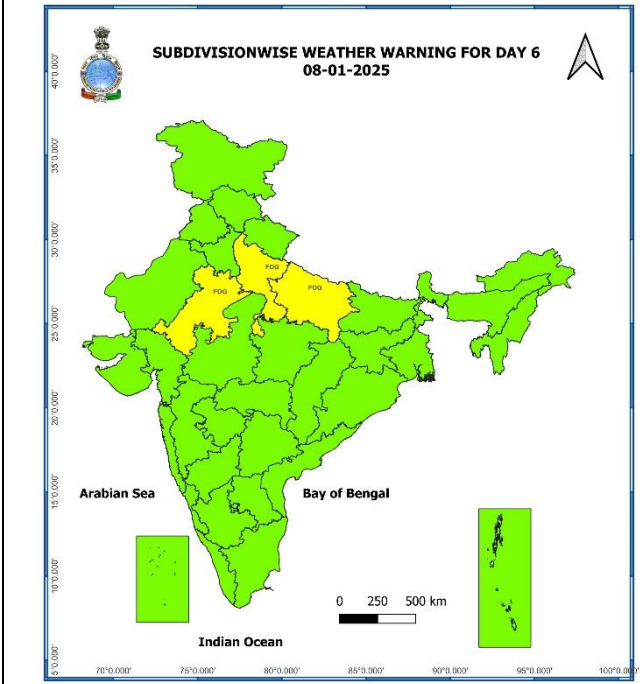 SUBDIVISIONWISE WEATHER WARNING FOR DAY 6
08-01-2025
40°0.000'
35°0.000'
30°0.000'
25°0.000'
20°0.000'
15°0.000'
10°0.000'
5°0.000'
FOG
FOG
FOG
Arabian Sea
Bay of Bengal
0 250 500 km
Indian Ocean
70°0.000' 75°0.000' 80°0.000' 85°0.000' 90°0.000' 95°0.000' 100°0.000'